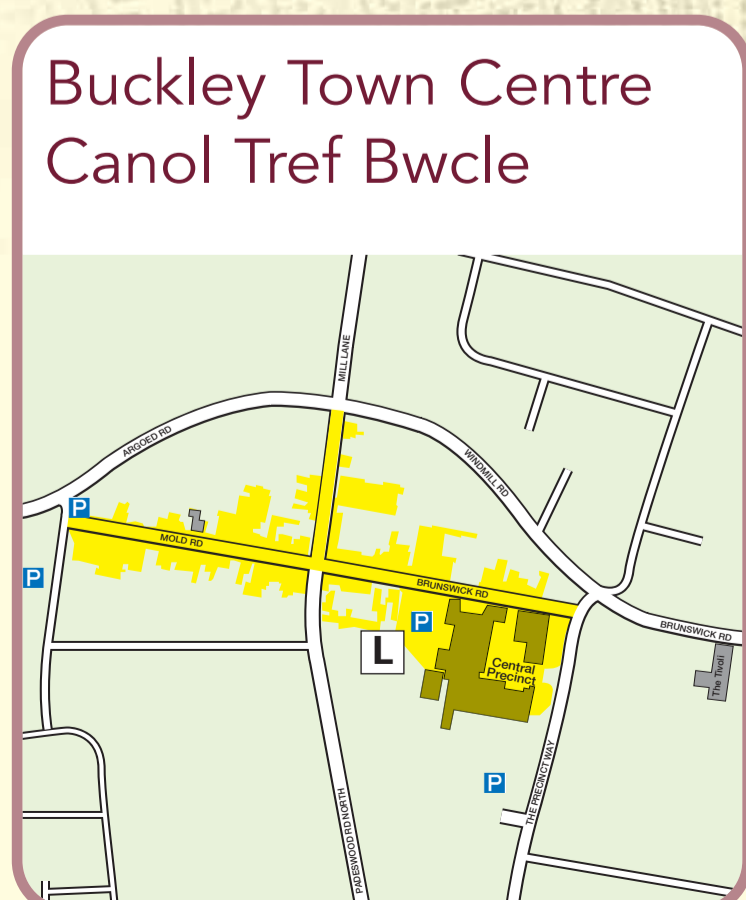 Buckley Town Centre
Canol Tref Bwcle
MILL LANE
ARGOED RD
WINDMILL RD
P
MOLD RD
P
BRUNSWICK RD
P
BRUNSWICK RD
L
Central
Precinct
The Tivoli
P
THE PRECINCT WAY
PADESWOOD RD NORTH